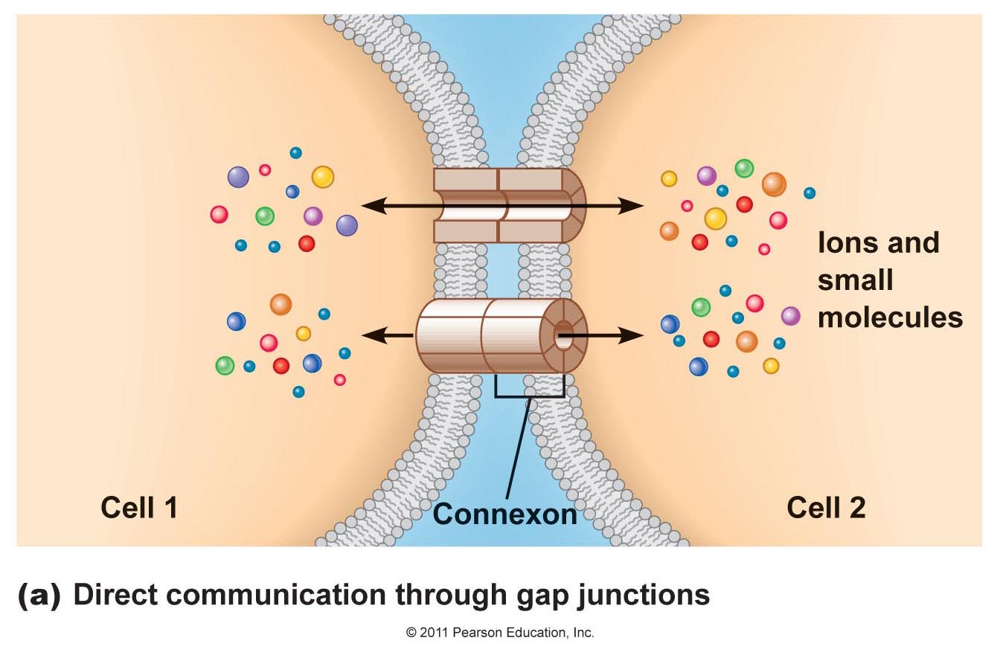 Ions and
small
molecules
Cell 1
Connexon
Cell 2
(a) Direct communication through gap junctions
© 2011 Pearson Education, Inc.